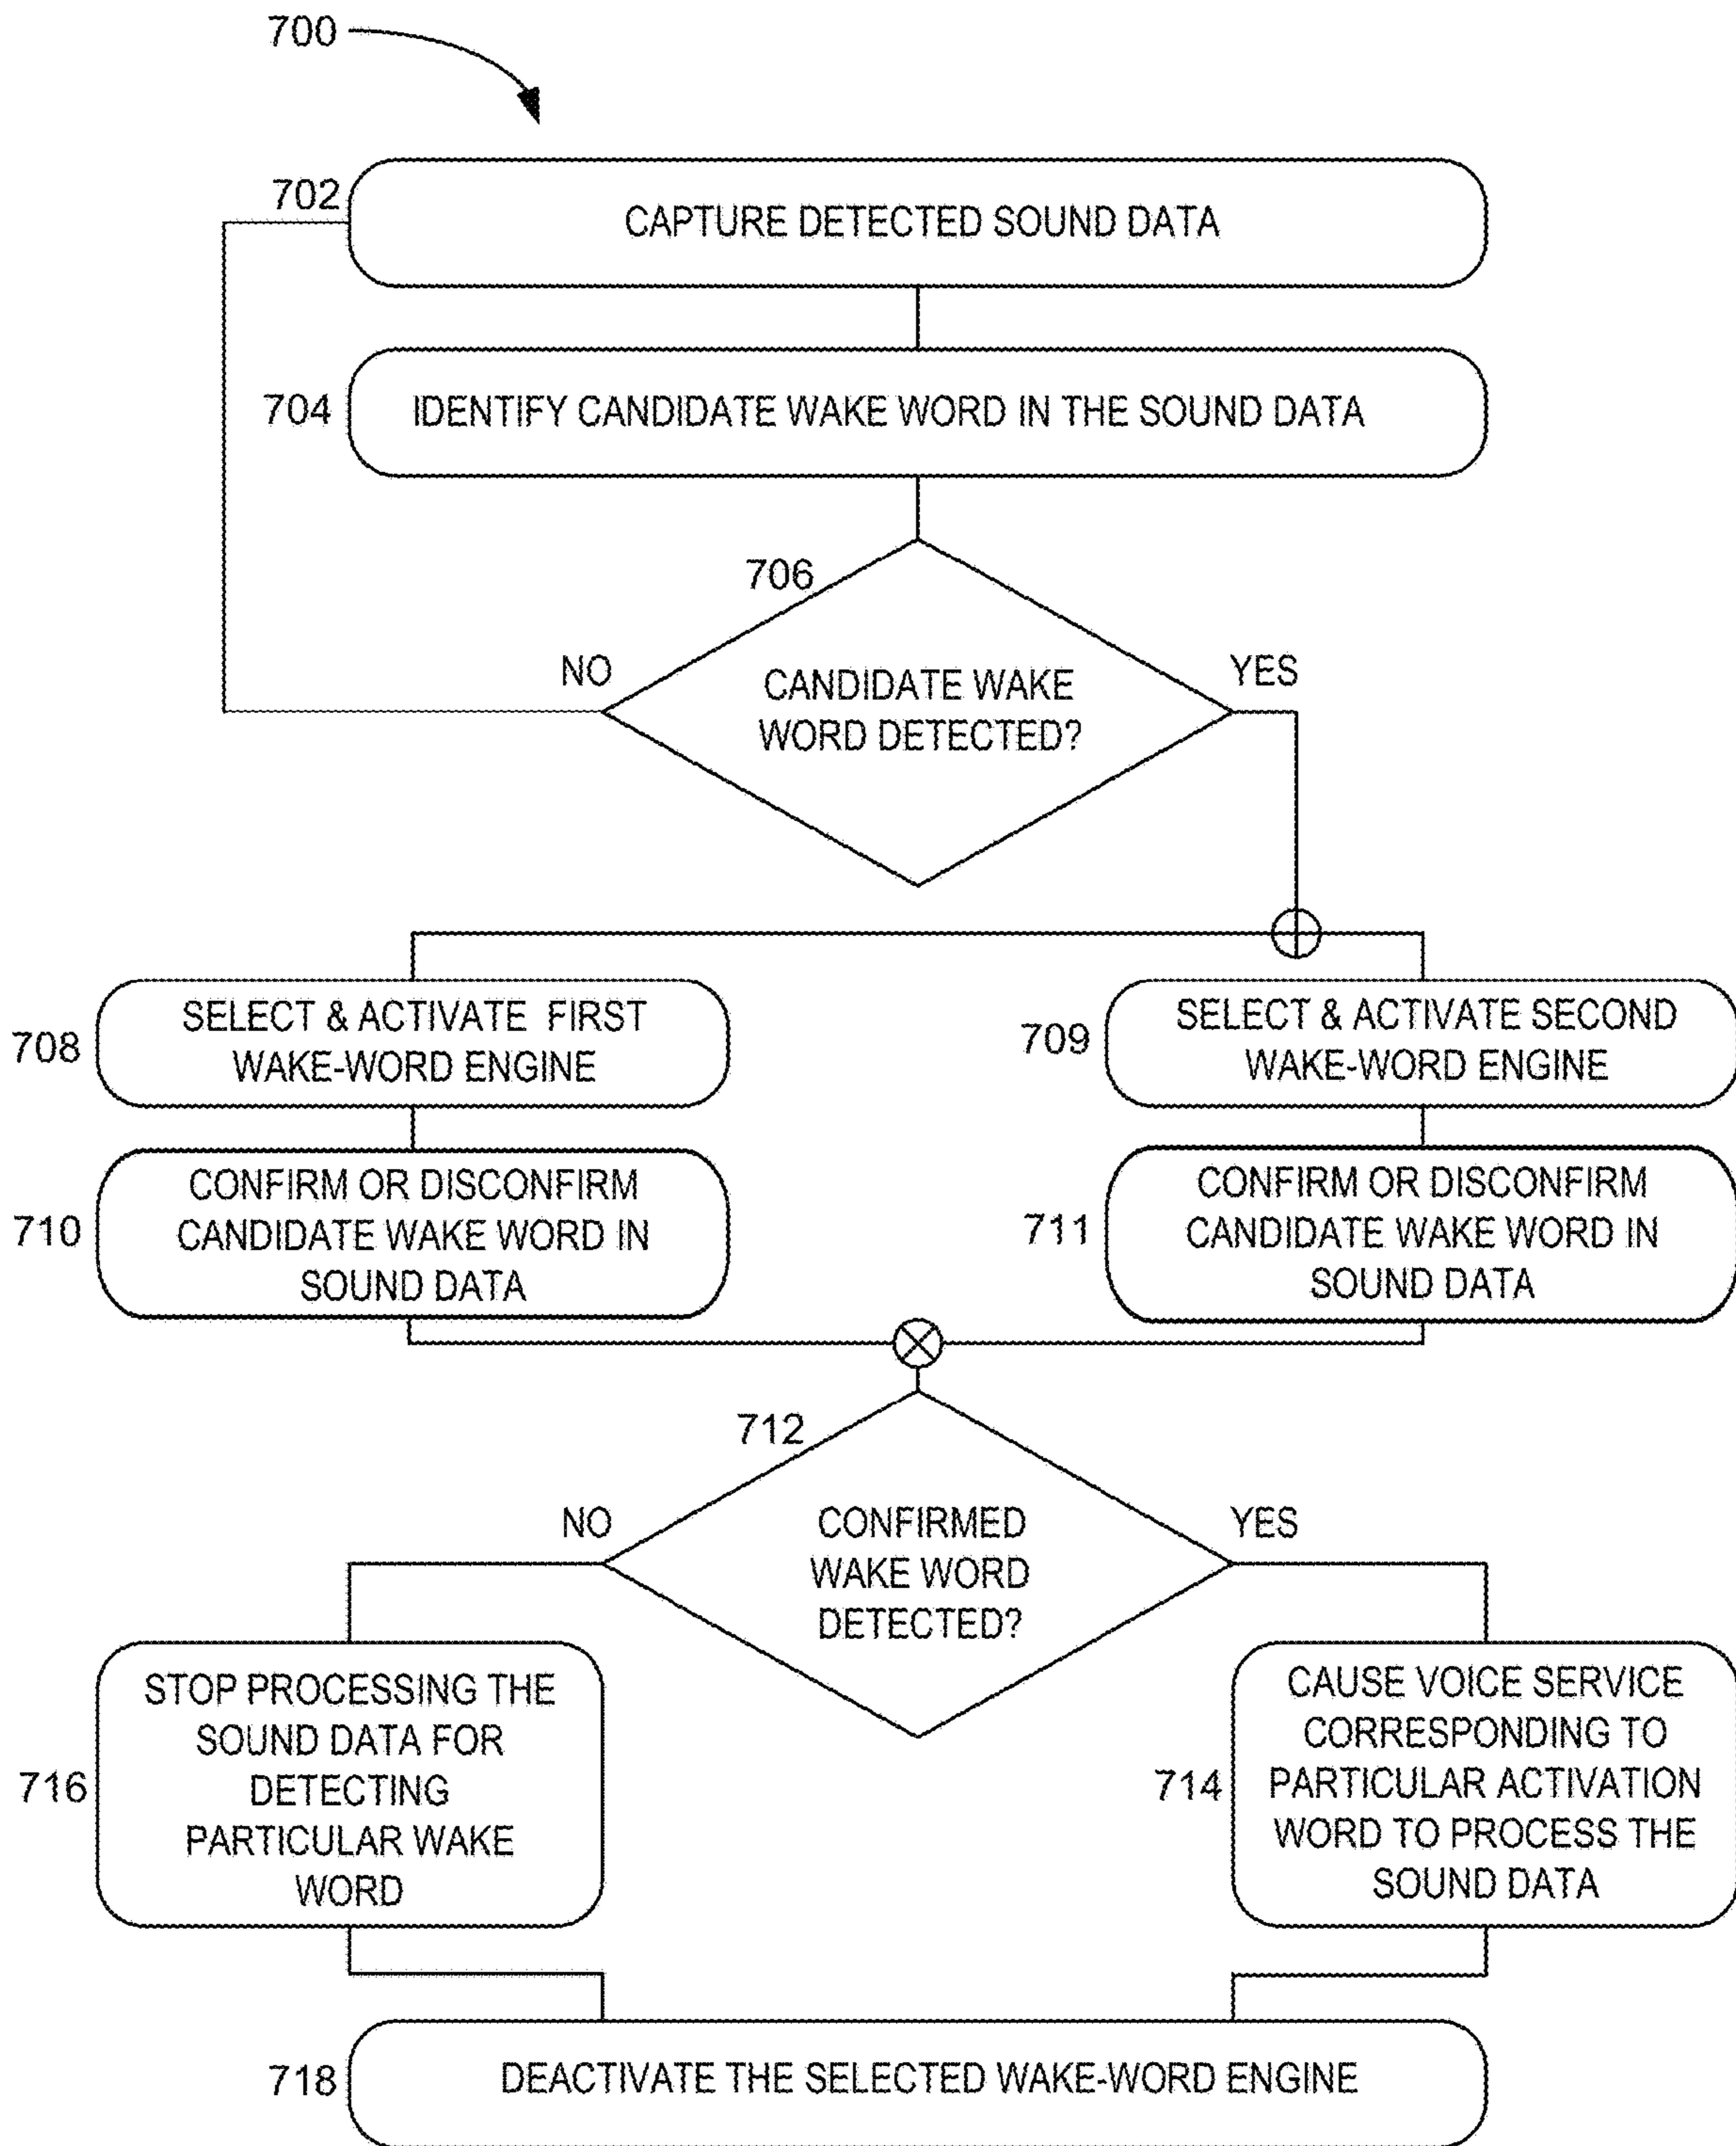 700
702
CAPTURE DETECTED SOUND DATA
704
IDENTIFY CANDIDATE WAKE WORD IN THE SOUND DATA
706
NO
CANDIDATE WAKE
WORD DETECTED?
YES
708
SELECT & ACTIVATE FIRST
WAKE-WORD ENGINE
709
SELECT & ACTIVATE SECOND
WAKE-WORD ENGINE
710
CONFIRM OR DISCONFIRM
CANDIDATE WAKE WORD IN
SOUND DATA
711
CONFIRM OR DISCONFIRM
CANDIDATE WAKE WORD IN
SOUND DATA
712
NO
CONFIRMED
WAKE WORD
DETECTED?
YES
716
STOP PROCESSING THE
SOUND DATA FOR
DETECTING
PARTICULAR WAKE
WORD
714
CAUSE VOICE SERVICE
CORRESPONDING TO
PARTICULAR ACTIVATION
WORD TO PROCESS THE
SOUND DATA
718
DEACTIVATE THE SELECTED WAKE-WORD ENGINE